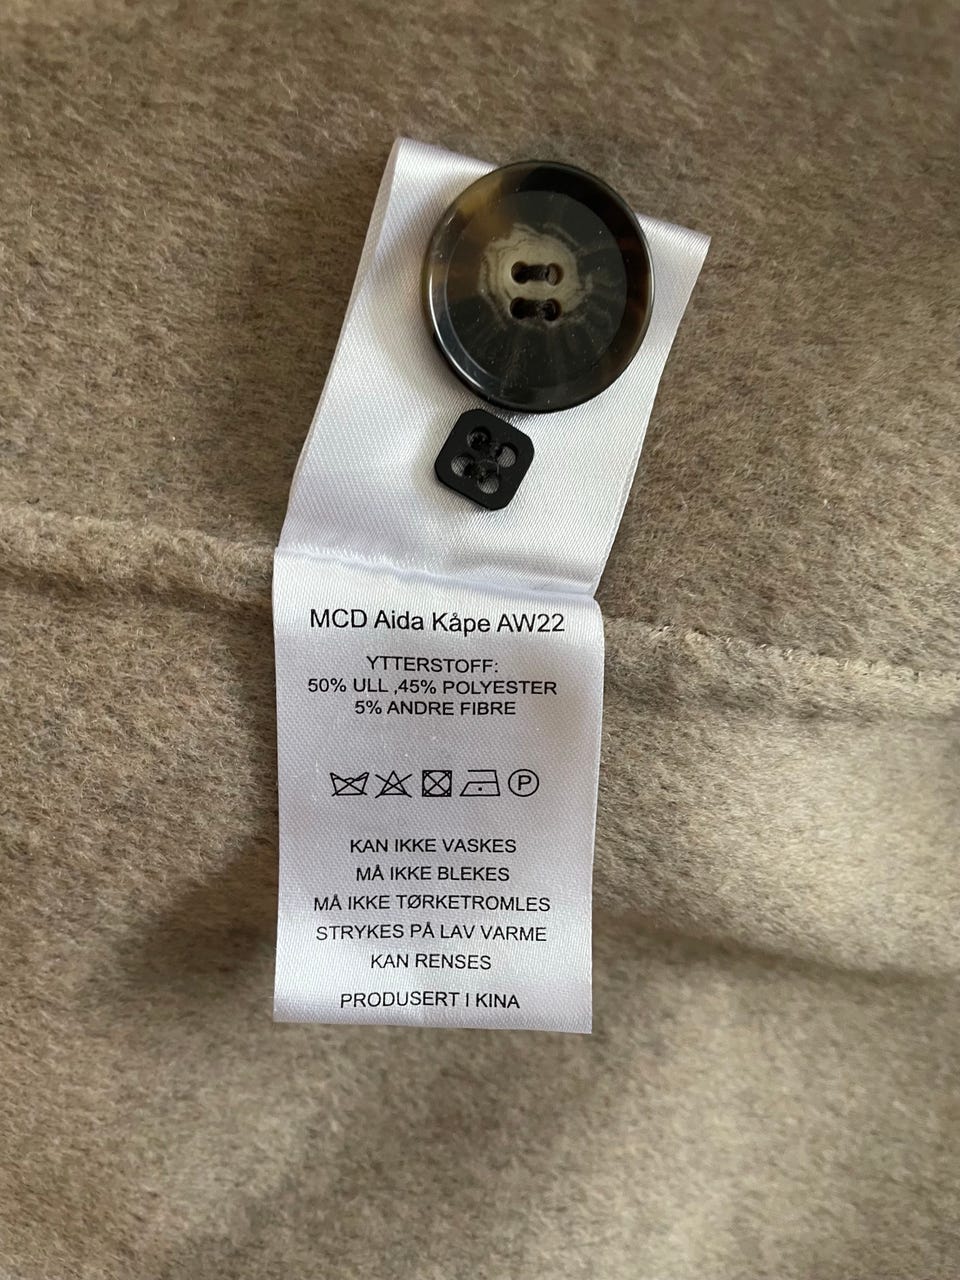 MCD Aida Kåpe AW22
YTTERSTOFF:
50% ULL ,45% POLYESTER
5% ANDRE FIBRE
P
KAN IKKE VASKES
MÅ IKKE BLEKES
MÅ IKKE TØRKETROMLES
STRYKES PÅ LAV VARME
KAN RENSES
PRODUSERT I KINA